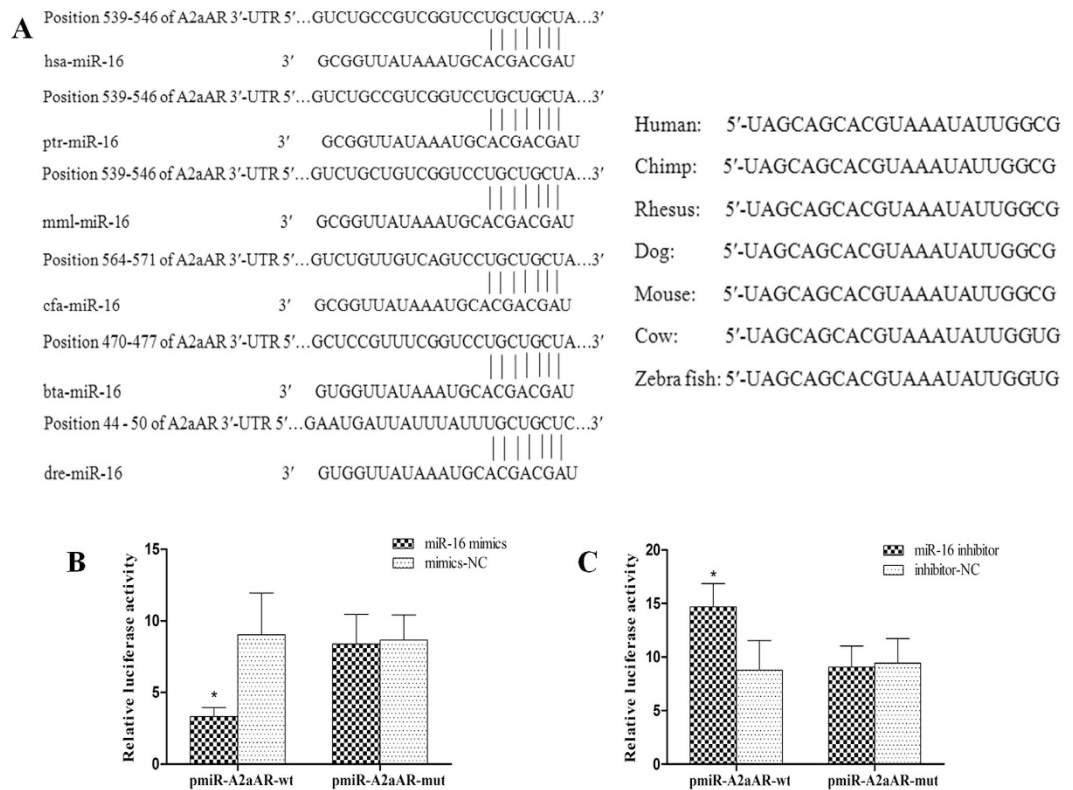 A
Position 539-546 of A2aAR 3′-UTR 5′...GUCUGCCGUCGGUCCUGCUGCUA...3′
hsa-miR-16 3′ GCGGUUAUAAAUGCACGACGAU
Position 539-546 of A2aAR 3′-UTR 5′...GUCUGCCGUCGGUCCUGCUGCUA...3′
ptr-miR-16 3′ GCGGUUAUAAAUGCACGACGAU
Position 539-546 of A2aAR 3′-UTR 5′...GUCUGCUGUCGGUCCUGCUGCUA...3′
mml-miR-16 3′ GCGGUUAUAAAUGCACGACGAU
Position 564-571 of A2aAR 3′-UTR 5′...GUCUGUUGUCAGUCCUGCUGCUA...3′
cfa-miR-16 3′ GCGGUUAUAAAUGCACGACGAU
Position 470-477 of A2aAR 3′-UTR 5′...GCUCCGUUUCGGUCCUGCUGCUA...3′
bta-miR-16 3′ GUGGUUAUAAAUGCACGACGAU
Position 44 - 50 of A2aAR 3′-UTR 5′...GAAUGAUUAUUUAUUUGCUGCUC...3′
dre-miR-16 3′ GUGGUUAUAAAUGCACGACGAU
Human: 5′-UAGCAGCACGUAAAUAUUGGCG
Chimp: 5′-UAGCAGCACGUAAAUAUUGGCG
Rhesus: 5′-UAGCAGCACGUAAAUAUUGGCG
Dog: 5′-UAGCAGCACGUAAAUAUUGGCG
Mouse: 5′-UAGCAGCACGUAAAUAUUGGCG
Cow: 5′-UAGCAGCACGUAAAUAUUGGUG
Zebra fish: 5′-UAGCAGCACGUAAAUAUUGGUG
B
Relative luciferase activity
15
10
5
0
miR-16 mimics
mimics-NC
*
pmiR-A2aAR-wt
pmiR-A2aAR-mut
C
Relative luciferase activity
20
15
10
5
0
miR-16 inhibitor
inhibitor-NC
*
pmiR-A2aAR-wt
pmiR-A2aAR-mut